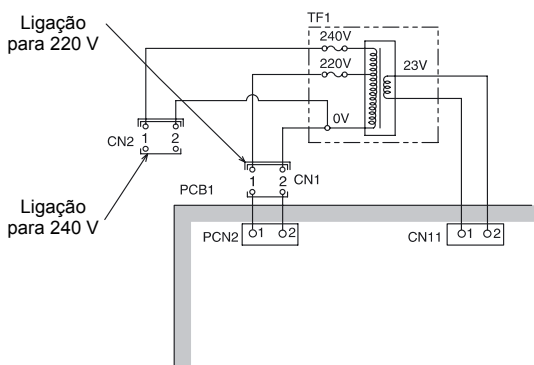 Ligação
para 220 V
TF1
240V
220V
23V
0V
1 2
CN2
1 2
CN1
Ligação
para 240 V
PCB1
PCN2
1 2
CN11
1 2